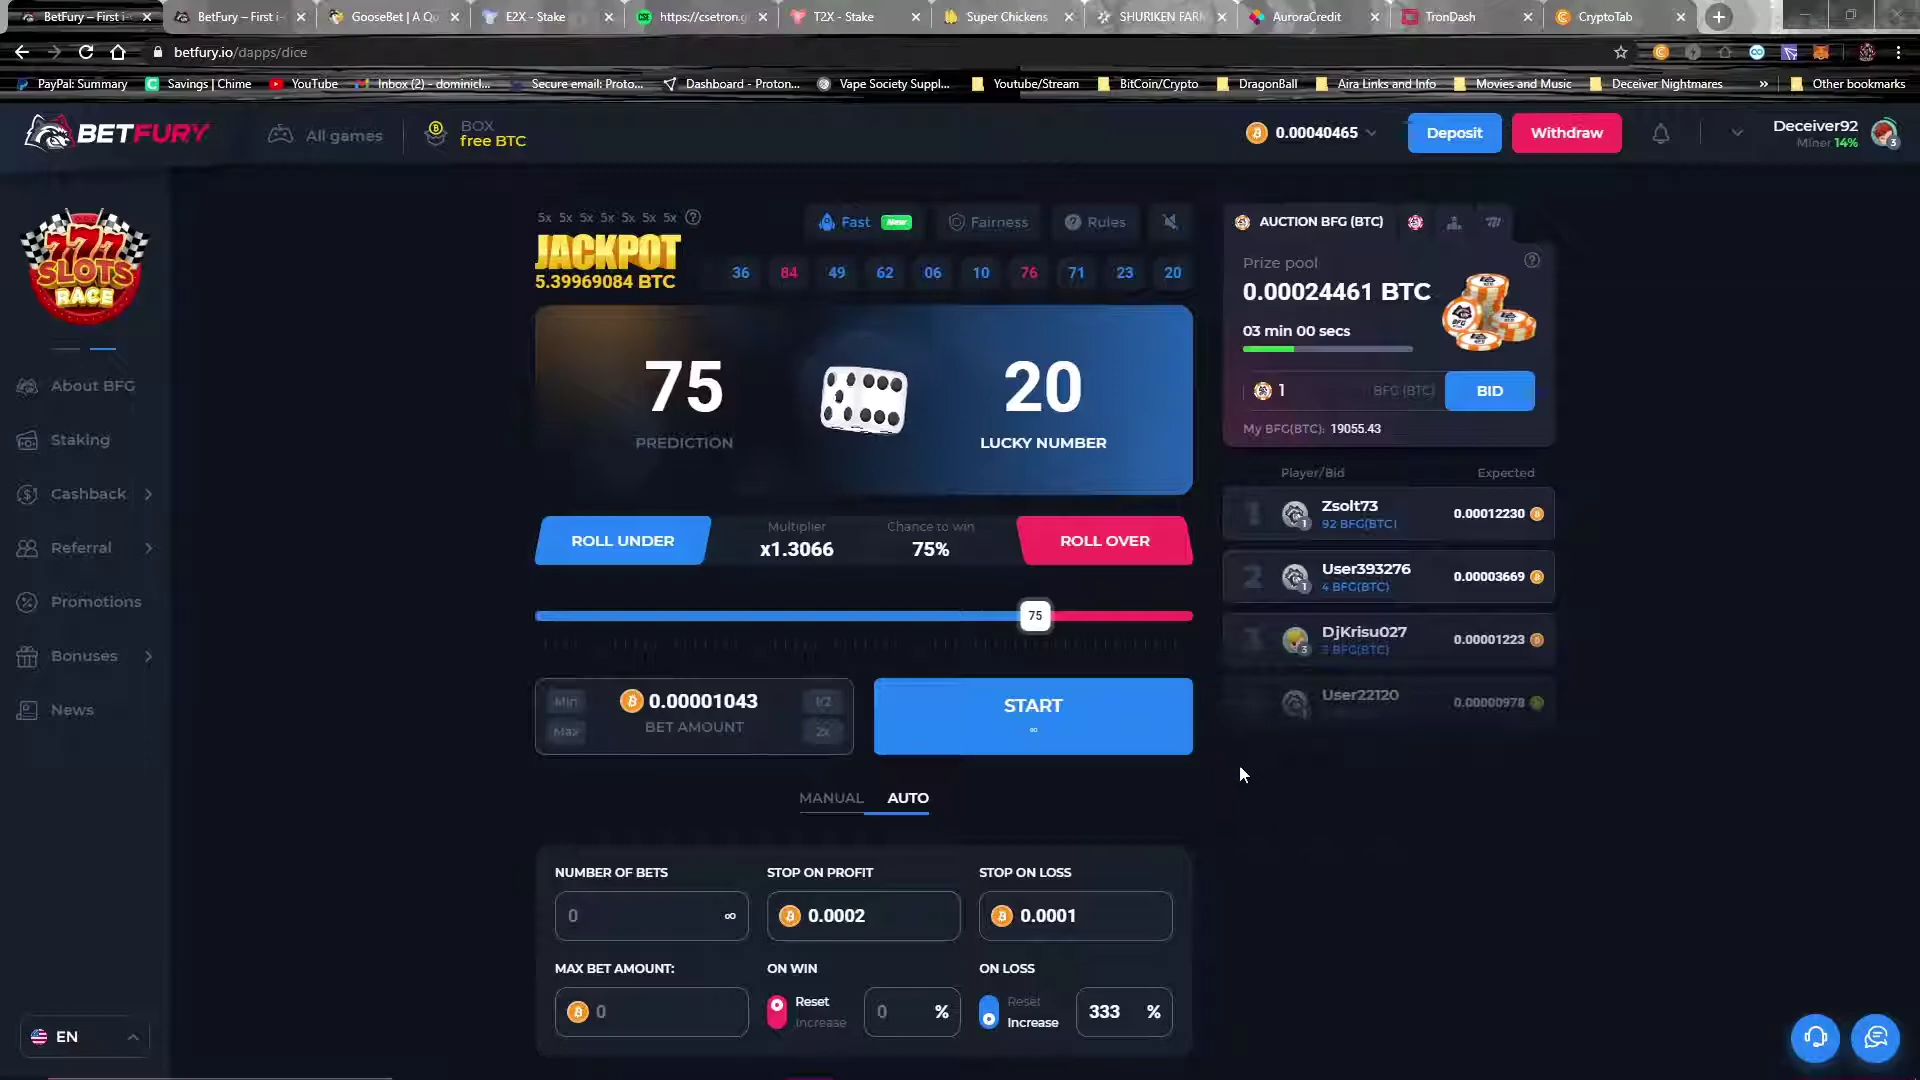 BetFury – First i-G
BetFury – First i-G
GooseBet | A Qu
E2X - Stake
https://csetron.g
T2X - Stake
Super Chickens
SHURIKEN FARM
AuroraCredit
TronDash
CryptoTab
betfury.io/dapps/dice
PayPal: Summary
Savings | Chime
YouTube
Inbox (2) - dominicl...
Secure email: Proto...
Dashboard - Proton...
Vape Society Suppl...
Youtube/Stream
BitCoin/Crypto
DragonBall
Aira Links and Info
Movies and Music
Deceiver Nightmares
»
Other bookmarks
BETFURY
All games
BOX
free BTC
0.00040465
Deposit
Withdraw
Deceiver92
Miner 14%
3
777
SLOTS
RACE
About BFG
Staking
Cashback
Referral
Promotions
Bonuses
News
EN
5x 5x 5x 5x 5x 5x 5x
JACKPOT
5.39969084 BTC
Fast New
Fairness
Rules
36 84 49 62 06 10 76 71 23 20
75
PREDICTION
20
LUCKY NUMBER
ROLL UNDER
Multiplier
x1.3066
Chance to win
75%
ROLL OVER
75
Min
Max
0.00001043
BET AMOUNT
1/2
2x
START
∞
MANUAL
AUTO
NUMBER OF BETS
0 ∞
STOP ON PROFIT
0.0002
STOP ON LOSS
0.0001
MAX BET AMOUNT:
0
ON WIN
Reset
Increase
0 %
ON LOSS
Reset
Increase
333 %
AUCTION BFG (BTC)
Prize pool
0.00024461 BTC
03 min 00 secs
1
BFG (BTC)
BID
My BFG(BTC): 19055.43
Player/Bid
Expected
1
Zsolt73
92 BFG(BTC)
0.00012230
2
User393276
4 BFG(BTC)
0.00003669
3
DjKrisu027
3 BFG(BTC)
0.00001223
User22120
0.00000978